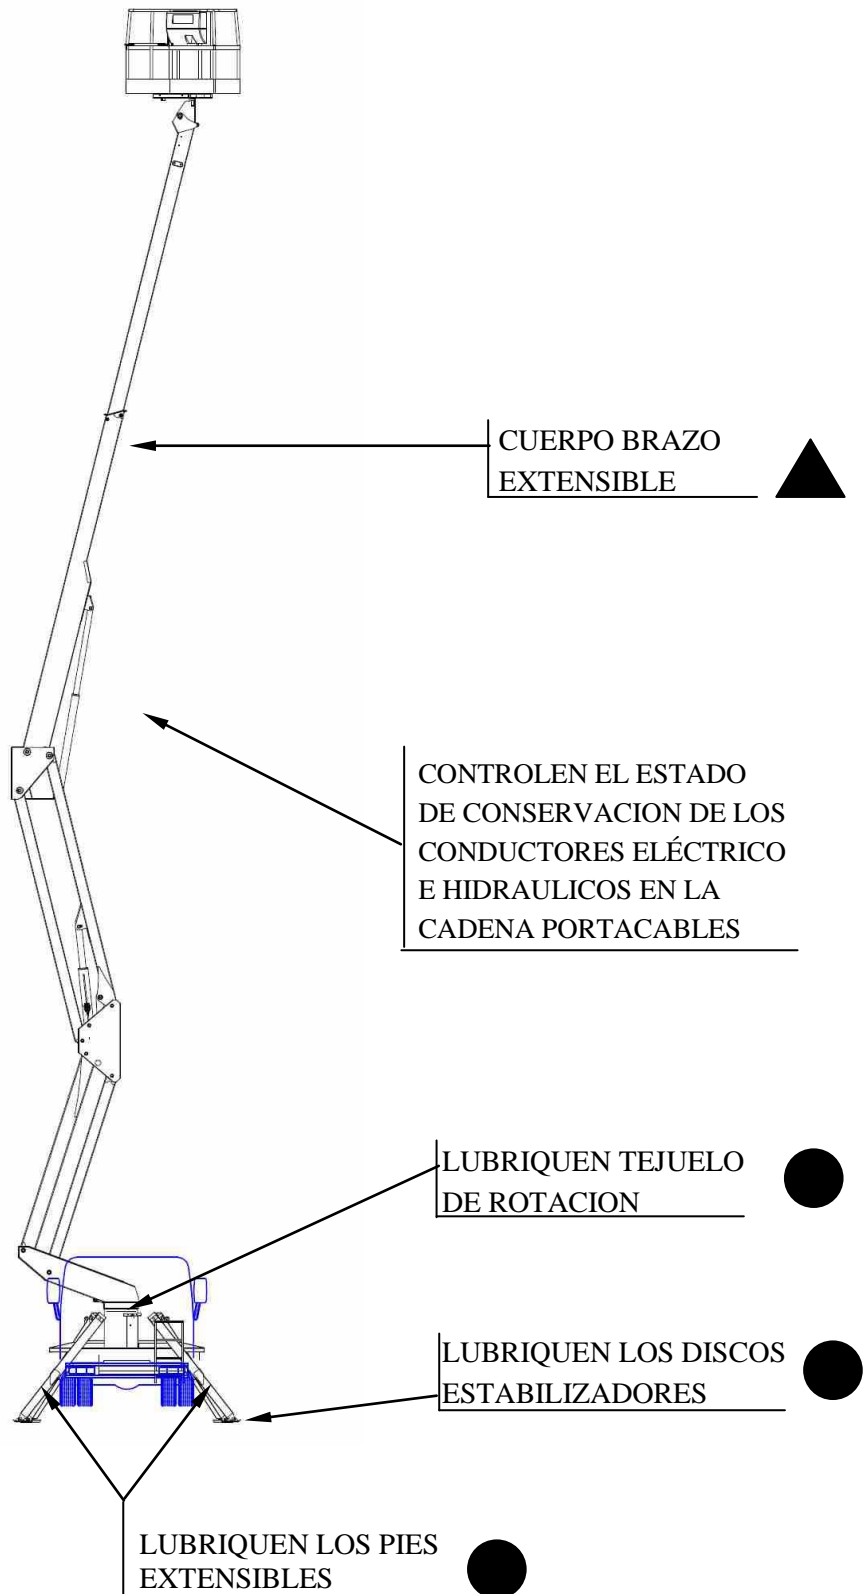 CUERPO BRAZO
EXTENSIBLE
CONTROLEN EL ESTADO
DE CONSERVACION DE LOS
CONDUCTORES ELÉCTRICO
E HIDRAULICOS EN LA
CADENA PORTACABLES
LUBRIQUEN TEJUELO
DE ROTACION
LUBRIQUEN LOS DISCOS
ESTABILIZADORES
LUBRIQUEN LOS PIES
EXTENSIBLES